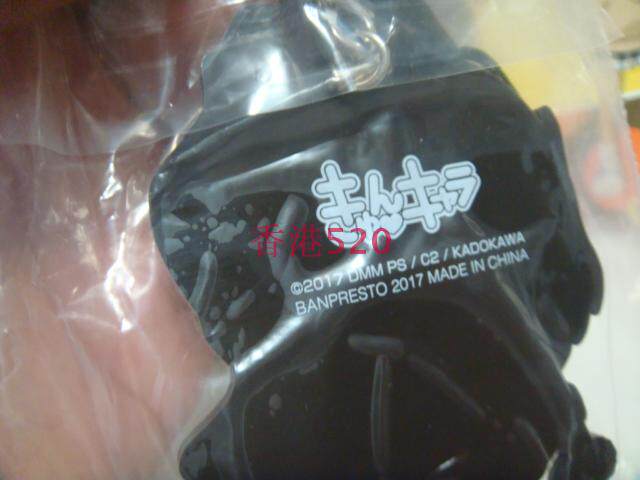 きゅんキャラ
香港520
©2017 DMM PS / C2 / KADOKAWA
BANPRESTO 2017 MADE IN CHINA